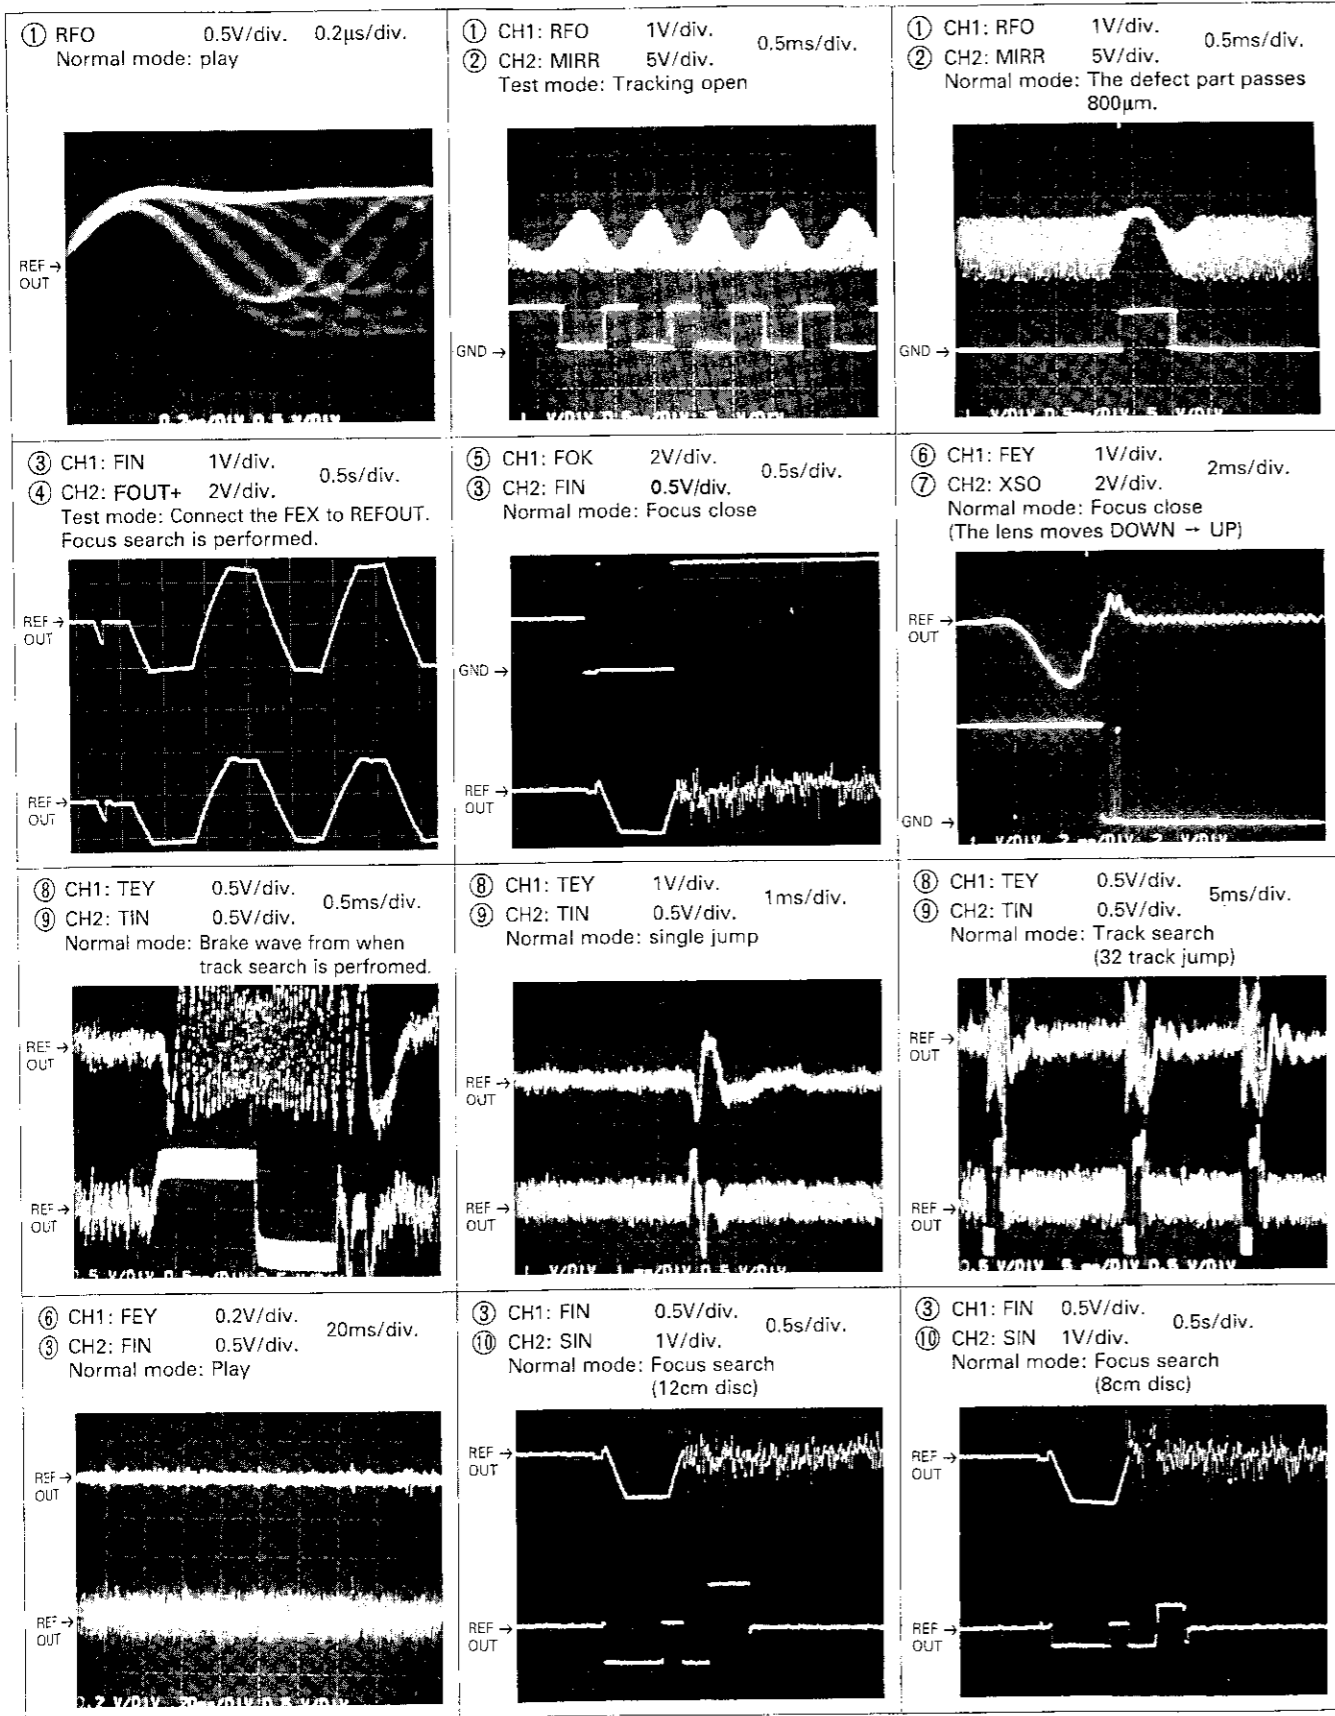 ① RFO 0.5V/div. 0.2μs/div.
Normal mode: play
REF →
OUT
0.2μs/DIV 0.5 V/DIV
① CH1: RFO 1V/div. 0.5ms/div.
② CH2: MIRR 5V/div.
Test mode: Tracking open
GND →
① CH1: RFO 1V/div. 0.5ms/div.
② CH2: MIRR 5V/div.
Normal mode: The defect part passes
800μm.
GND →
③ CH1: FIN 1V/div. 0.5s/div.
④ CH2: FOUT+ 2V/div.
Test mode: Connect the FEX to REFOUT.
Focus search is performed.
REF →
OUT
REF →
OUT
⑤ CH1: FOK 2V/div. 0.5s/div.
③ CH2: FIN 0.5V/div.
Normal mode: Focus close
GND →
REF →
OUT
⑥ CH1: FEY 1V/div. 2ms/div.
⑦ CH2: XSO 2V/div.
Normal mode: Focus close
(The lens moves DOWN → UP)
REF →
OUT
GND →
⑧ CH1: TEY 0.5V/div. 0.5ms/div.
⑨ CH2: TIN 0.5V/div.
Normal mode: Brake wave from when
track search is perfromed.
REF →
OUT
REF →
OUT
⑧ CH1: TEY 1V/div. 1ms/div.
⑨ CH2: TIN 0.5V/div.
Normal mode: single jump
REF →
OUT
REF →
OUT
⑧ CH1: TEY 0.5V/div. 5ms/div.
⑨ CH2: TIN 0.5V/div.
Normal mode: Track search
(32 track jump)
REF →
OUT
REF →
OUT
⑥ CH1: FEY 0.2V/div. 20ms/div.
③ CH2: FIN 0.5V/div.
Normal mode: Play
REF →
OUT
REF →
OUT
③ CH1: FIN 0.5V/div. 0.5s/div.
⑩ CH2: SIN 1V/div.
Normal mode: Focus search
(12cm disc)
REF →
OUT
REF →
OUT
③ CH1: FIN 0.5V/div. 0.5s/div.
⑩ CH2: SIN 1V/div.
Normal mode: Focus search
(8cm disc)
REF →
OUT
REF →
OUT